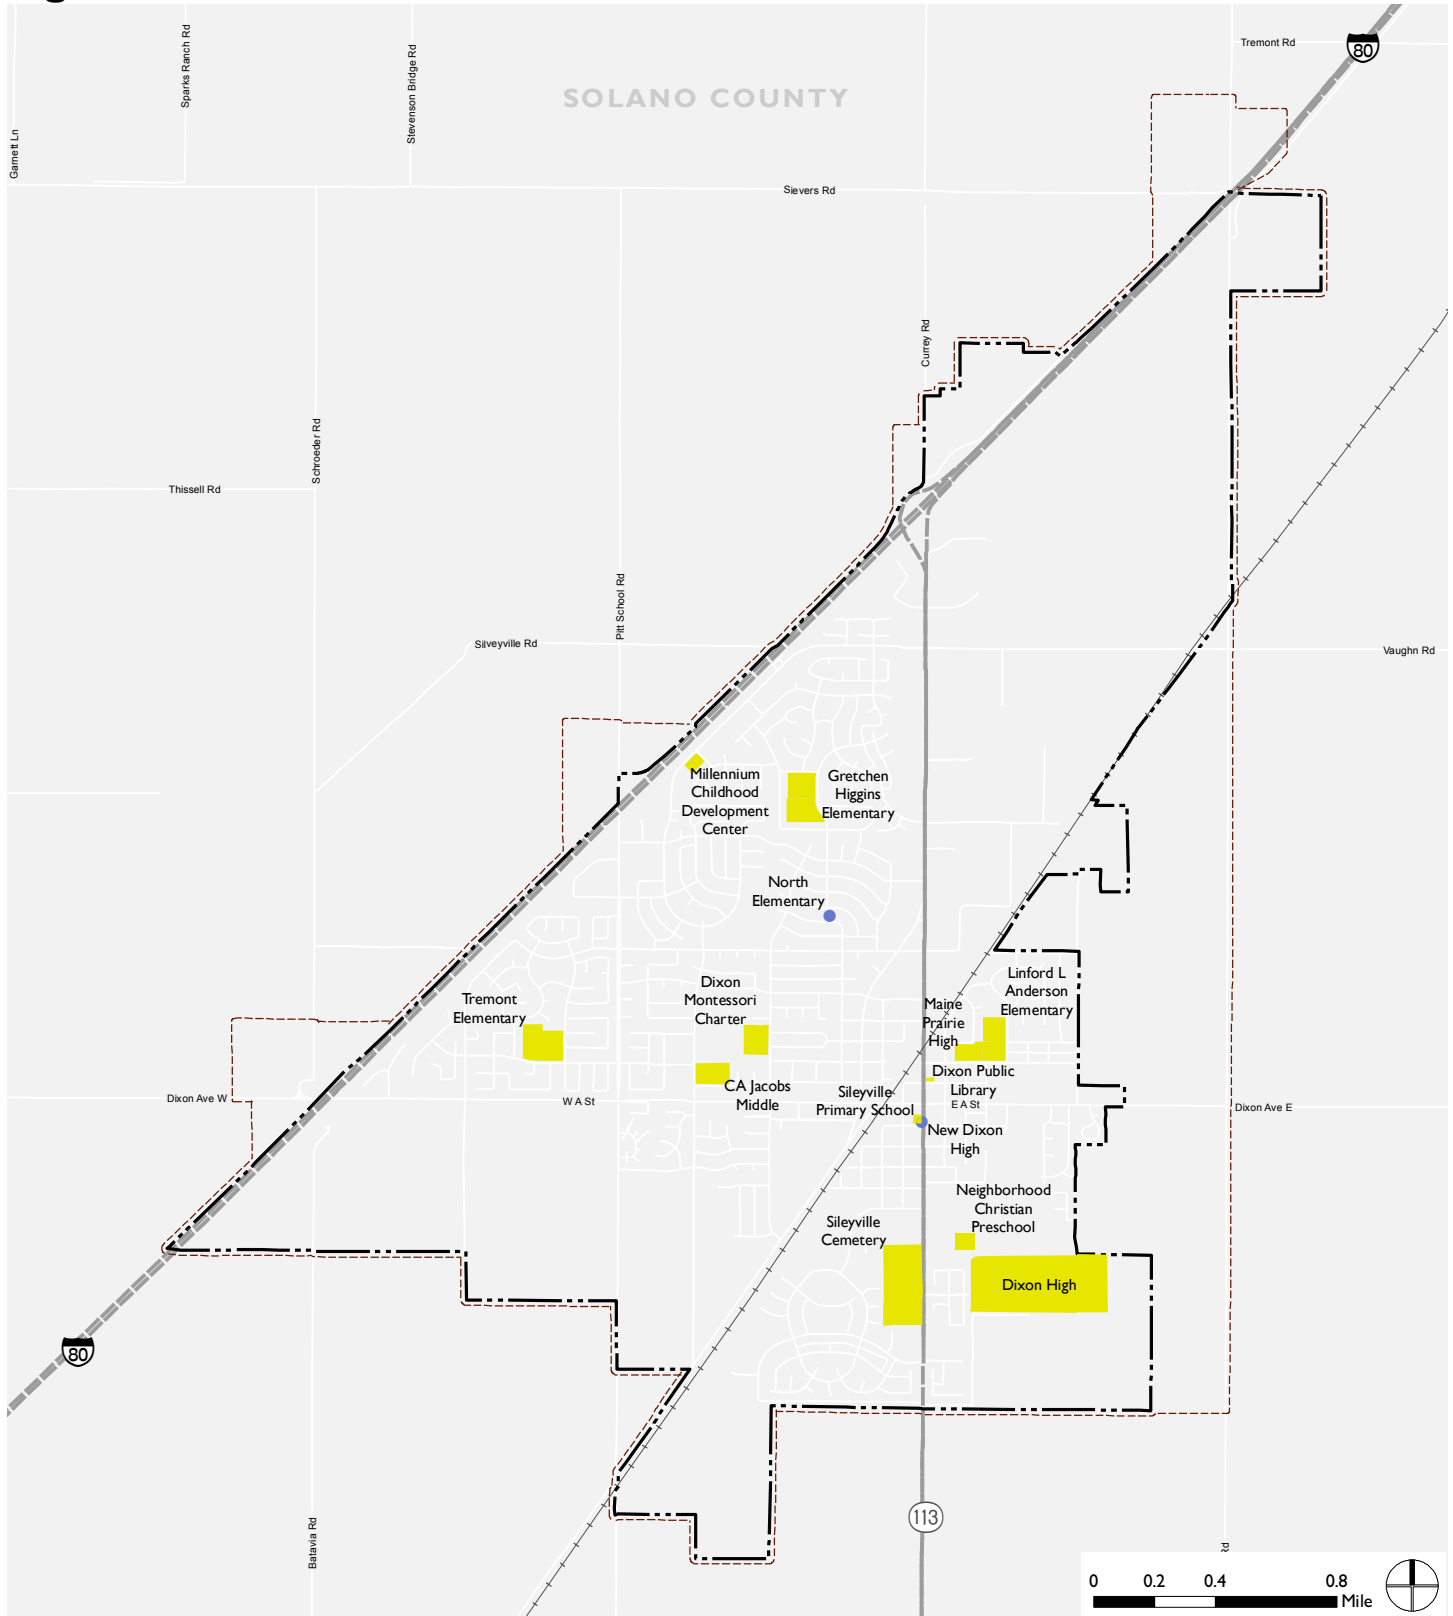 Tremont Rd
80
Sparks Ranch Rd
Stevenson Bridge Rd
SOLANO COUNTY
Garnett Ln
Sievers Rd
Currey Rd
Schroeder Rd
Thissell Rd
Pitt School Rd
Silveyville Rd
Vaughn Rd
Millennium
Childhood
Development
Center
Gretchen
Higgins
Elementary
North
Elementary
Linford L
Anderson
Elementary
Dixon
Montessori
Charter
Tremont
Elementary
Maine
Prairie
High
Dixon Public
Library
CA Jacobs
Middle
Sileyville
Primary School
E A St
W A St
Dixon Ave W
Dixon Ave E
New Dixon
High
Neighborhood
Christian
Preschool
Sileyville
Cemetery
Dixon High
80
113
Batavia Rd
0 0.2 0.4 0.8
Mile